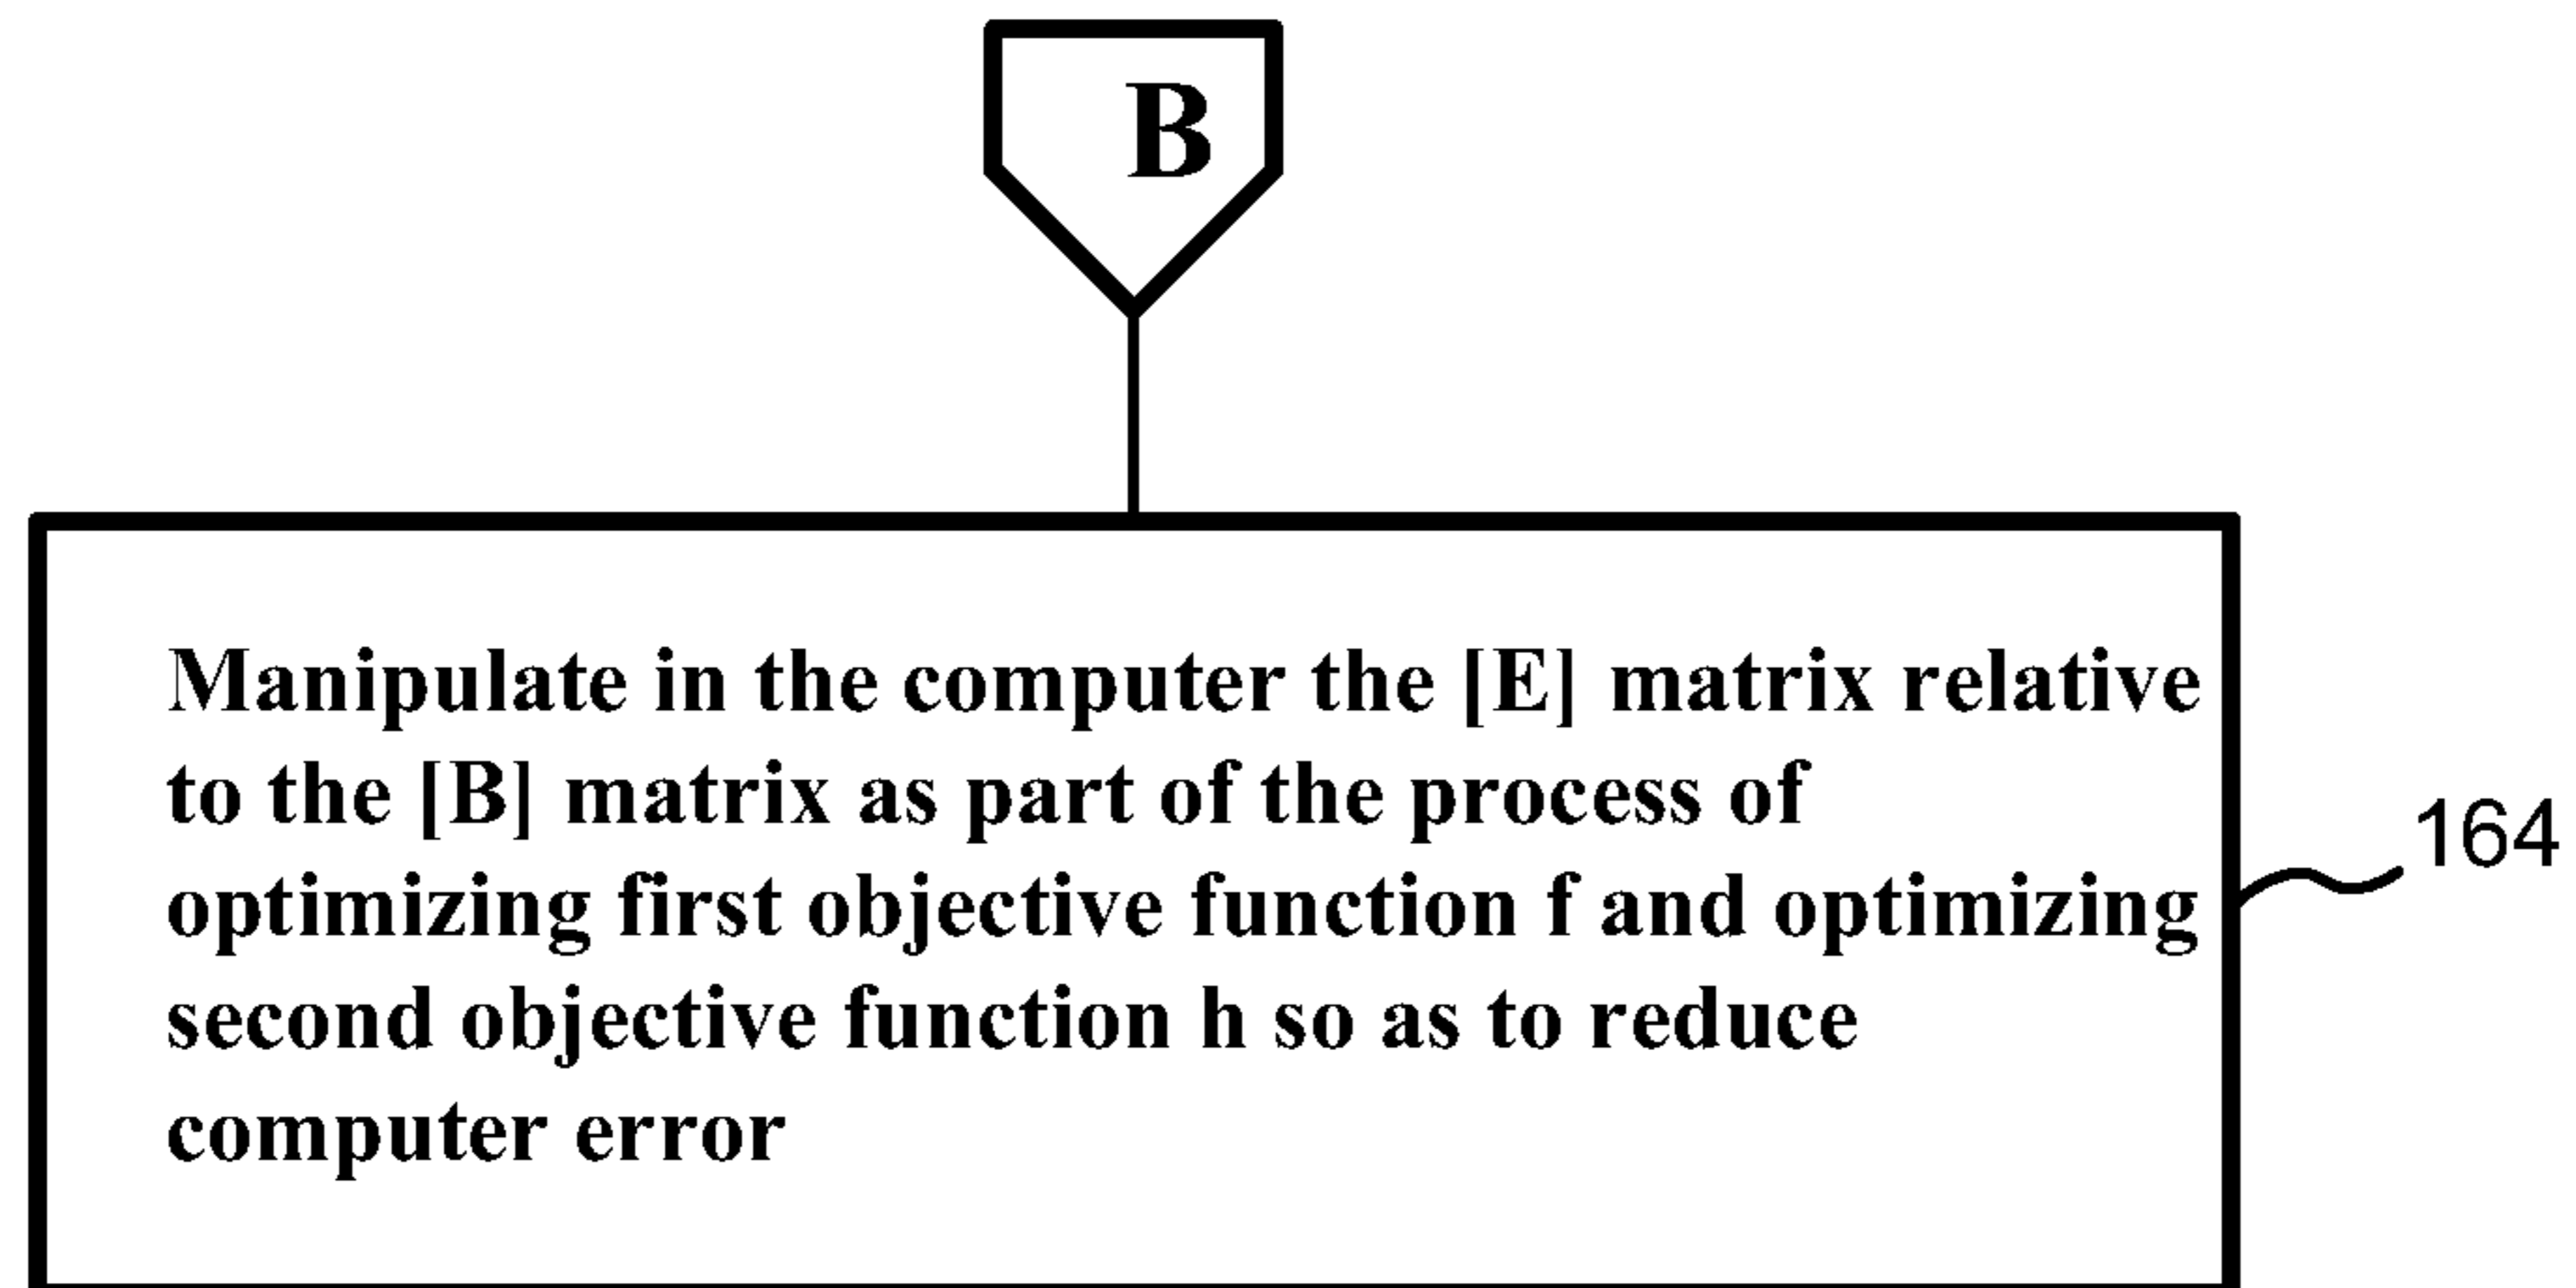 B
Manipulate in the computer the [E] matrix relative
to the [B] matrix as part of the process of
optimizing first objective function f and optimizing
second objective function h so as to reduce
computer error
164